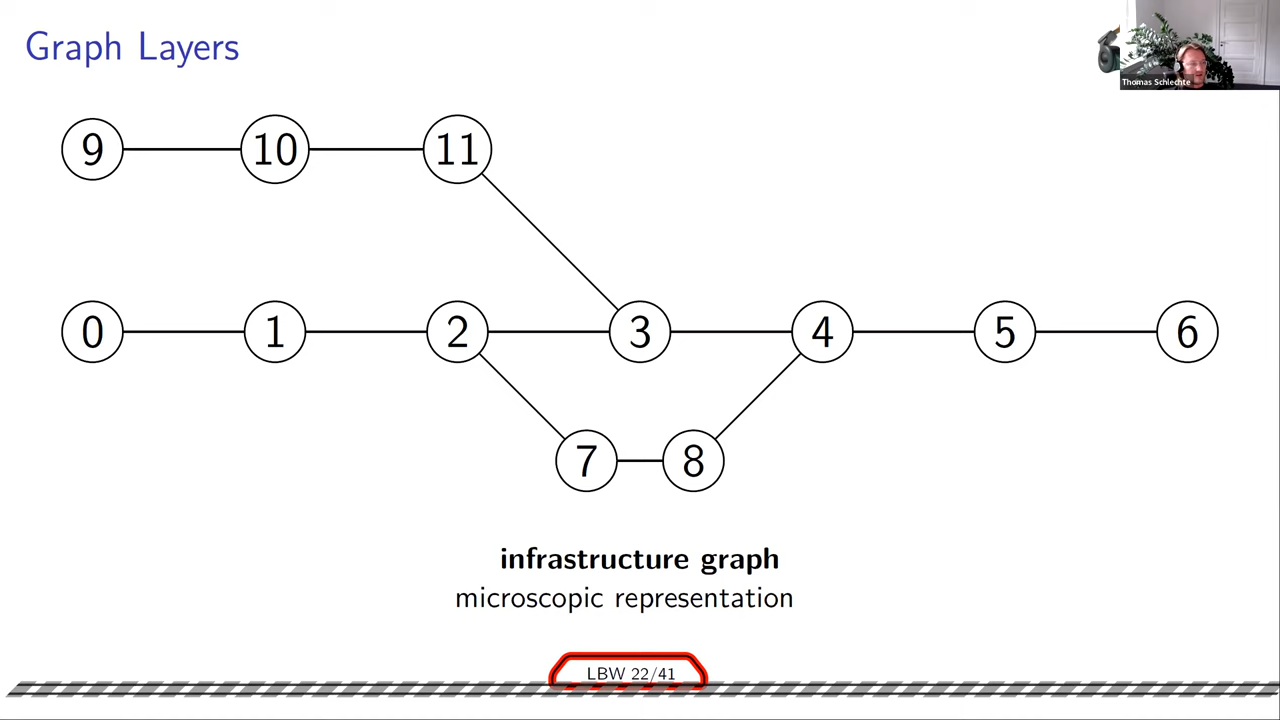 Graph Layers
Thomas Schlechte
9 10 11
0 1 2 3 4 5 6
7 8
infrastructure graph
microscopic representation
LBW 22/41